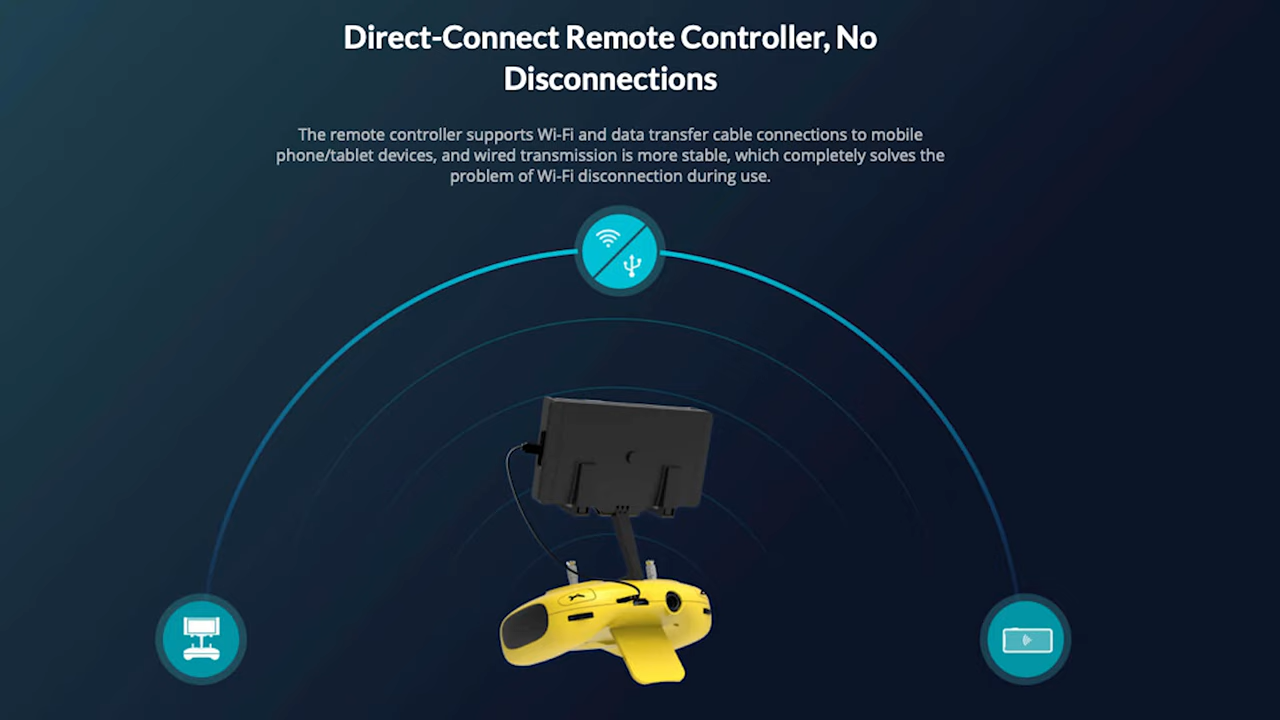 Direct-Connect Remote Controller, No
Disconnections
The remote controller supports Wi-Fi and data transfer cable connections to mobile
phone/tablet devices, and wired transmission is more stable, which completely solves the
problem of Wi-Fi disconnection during use.